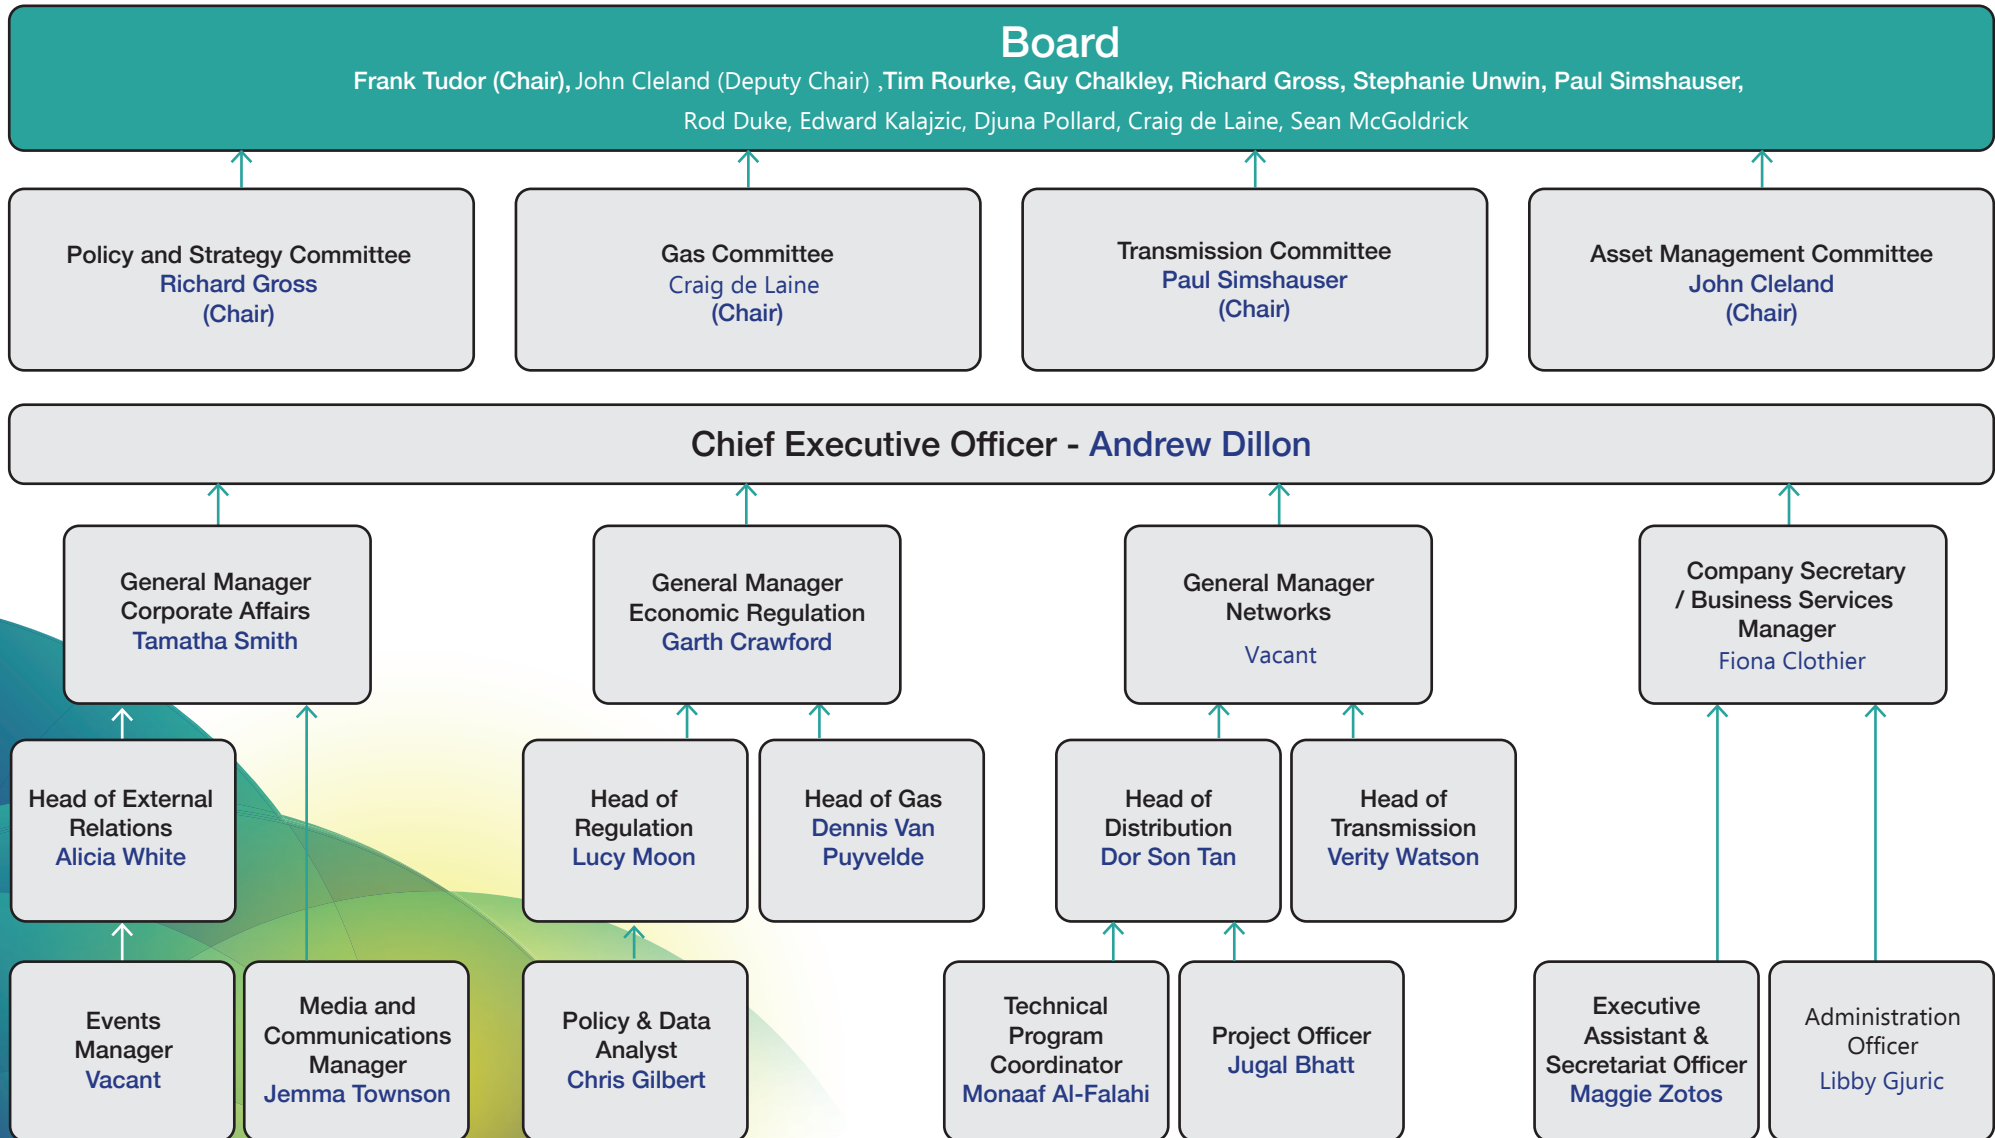 Board
Frank Tudor (Chair), John Cleland (Deputy Chair) ,Tim Rourke, Guy Chalkley, Richard Gross, Stephanie Unwin, Paul Simshauser,
Rod Duke, Edward Kalajzic, Djuna Pollard, Craig de Laine, Sean McGoldrick
Policy and Strategy Committee
Richard Gross
(Chair)
Gas Committee
Craig de Laine
(Chair)
Transmission Committee
Paul Simshauser
(Chair)
Asset Management Committee
John Cleland
(Chair)
Chief Executive Officer - Andrew Dillon
General Manager
Corporate Affairs
Tamatha Smith
General Manager
Economic Regulation
Garth Crawford
General Manager
Networks
Vacant
Company Secretary
/ Business Services
Manager
Fiona Clothier
Head of External
Relations
Alicia White
Head of
Regulation
Lucy Moon
Head of Gas
Dennis Van
Puyvelde
Head of
Distribution
Dor Son Tan
Head of
Transmission
Verity Watson
Events
Manager
Vacant
Media and
Communications
Manager
Jemma Townson
Policy & Data
Analyst
Chris Gilbert
Technical
Program
Coordinator
Monaaf Al-Falahi
Project Officer
Jugal Bhatt
Executive
Assistant &
Secretariat Officer
Maggie Zotos
Administration
Officer
Libby Gjuric